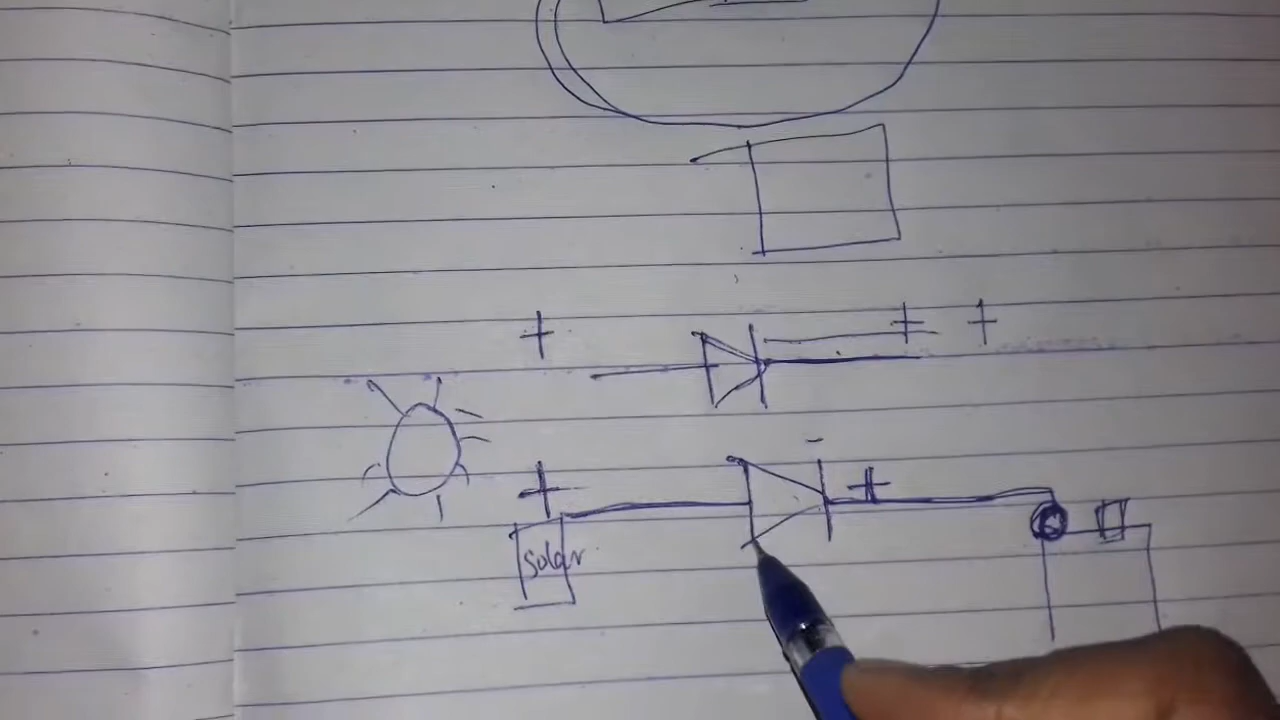 + + +
-
+ +
solar